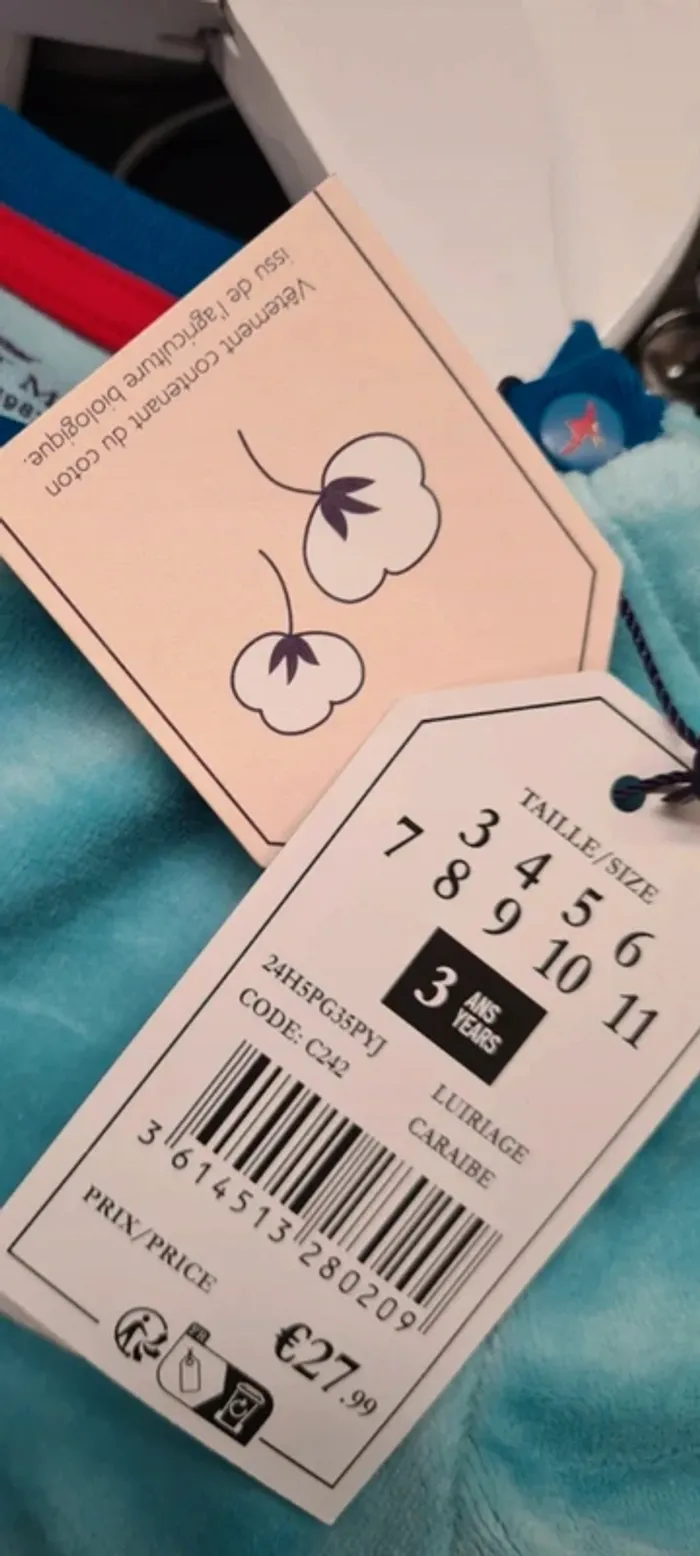 Vêtement contenant du coton
issu de l'agriculture biologique.
TAILLE/SIZE
3 4 5 6
7 8 9 10 11
3 ANS
YEARS
24H5PG35PYJ
CODE: C242
LUIRIAGE
CARAIBE
3 614513 280209
PRIX/PRICE
€27.99
FR